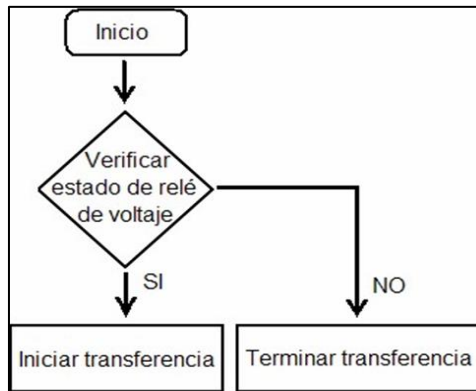 Inicio
Verificar
estado de relé
de voltaje
SI
NO
Iniciar transferencia
Terminar transferencia